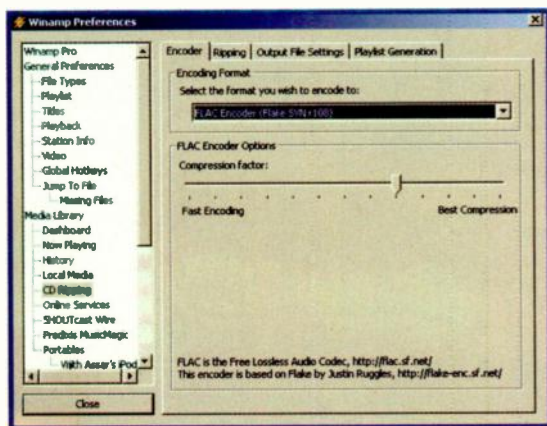 Winamp Preferences
Winamp Pro
General Preferences
File Types
Playlist
Titles
Playback
Station Info
Video
Global Hotkeys
Jump To File
Missing Files
Media Library
Dashboard
Now Playing
History
Local Media
CD Ripping
Online Services
SHOUTcast Wire
Predixis MusicMagic
Portables
Close
Encoder
Ripping
Output File Settings
Playlist Generation
Encoding Format
Select the format you wish to encode to:
FLAC Encoder (Flake SVN+108)
FLAC Encoder Options
Compression factor:
Fast Encoding
Best Compression
FLAC is the Free Lossless Audio Codec, http://flac.sf.net/
This encoder is based on Flake by Justin Ruggles, http://flake-enc.sf.net/